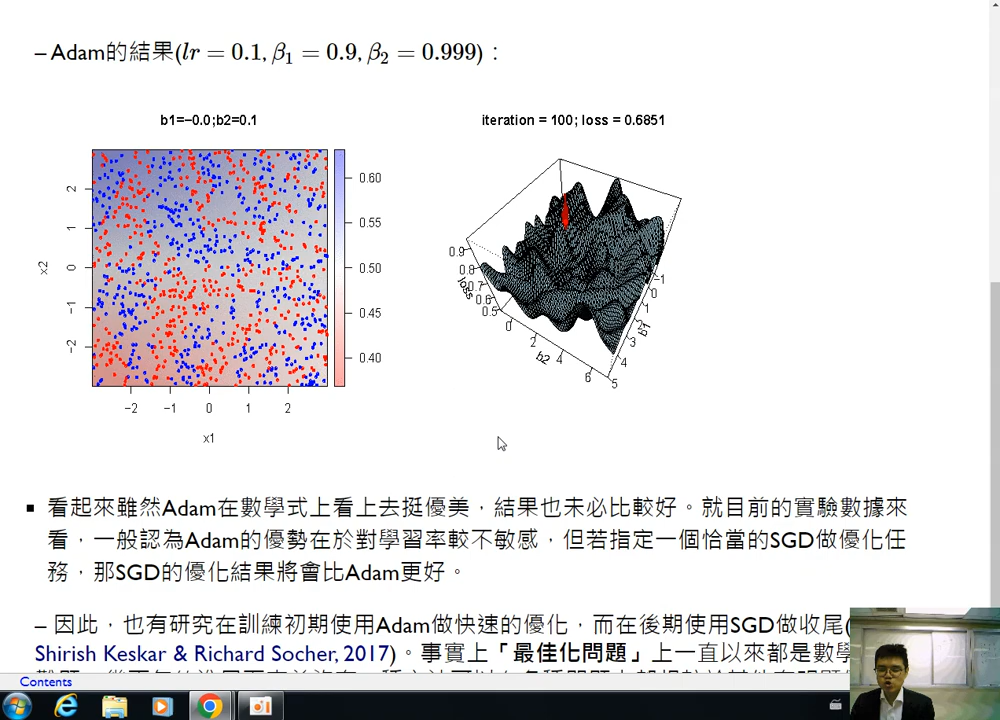 – Adam的結果(lr = 0.1, β1 = 0.9, β2 = 0.999)：
b1=−0.0;b2=0.1
iteration = 100; loss = 0.6851
2
1
0
−1
−2
x2
−2 −1 0 1 2
x1
0.60
0.55
0.50
0.45
0.40
0.9
0.8
0.7
0.6
0.5
loss
0
2
4
6
b2
−1
0
1
2
3
4
5
b1
看起來雖然Adam在數學式上看上去挺優美，結果也未必比較好。就目前的實驗數據來
看，一般認為Adam的優勢在於對學習率較不敏感，但若指定一個恰當的SGD做優化任
務，那SGD的優化結果將會比Adam更好。
– 因此，也有研究在訓練初期使用Adam做快速的優化，而在後期使用SGD做收尾(
Shirish Keskar & Richard Socher, 2017)。事實上「最佳化問題」上一直以來都是數學
Contents